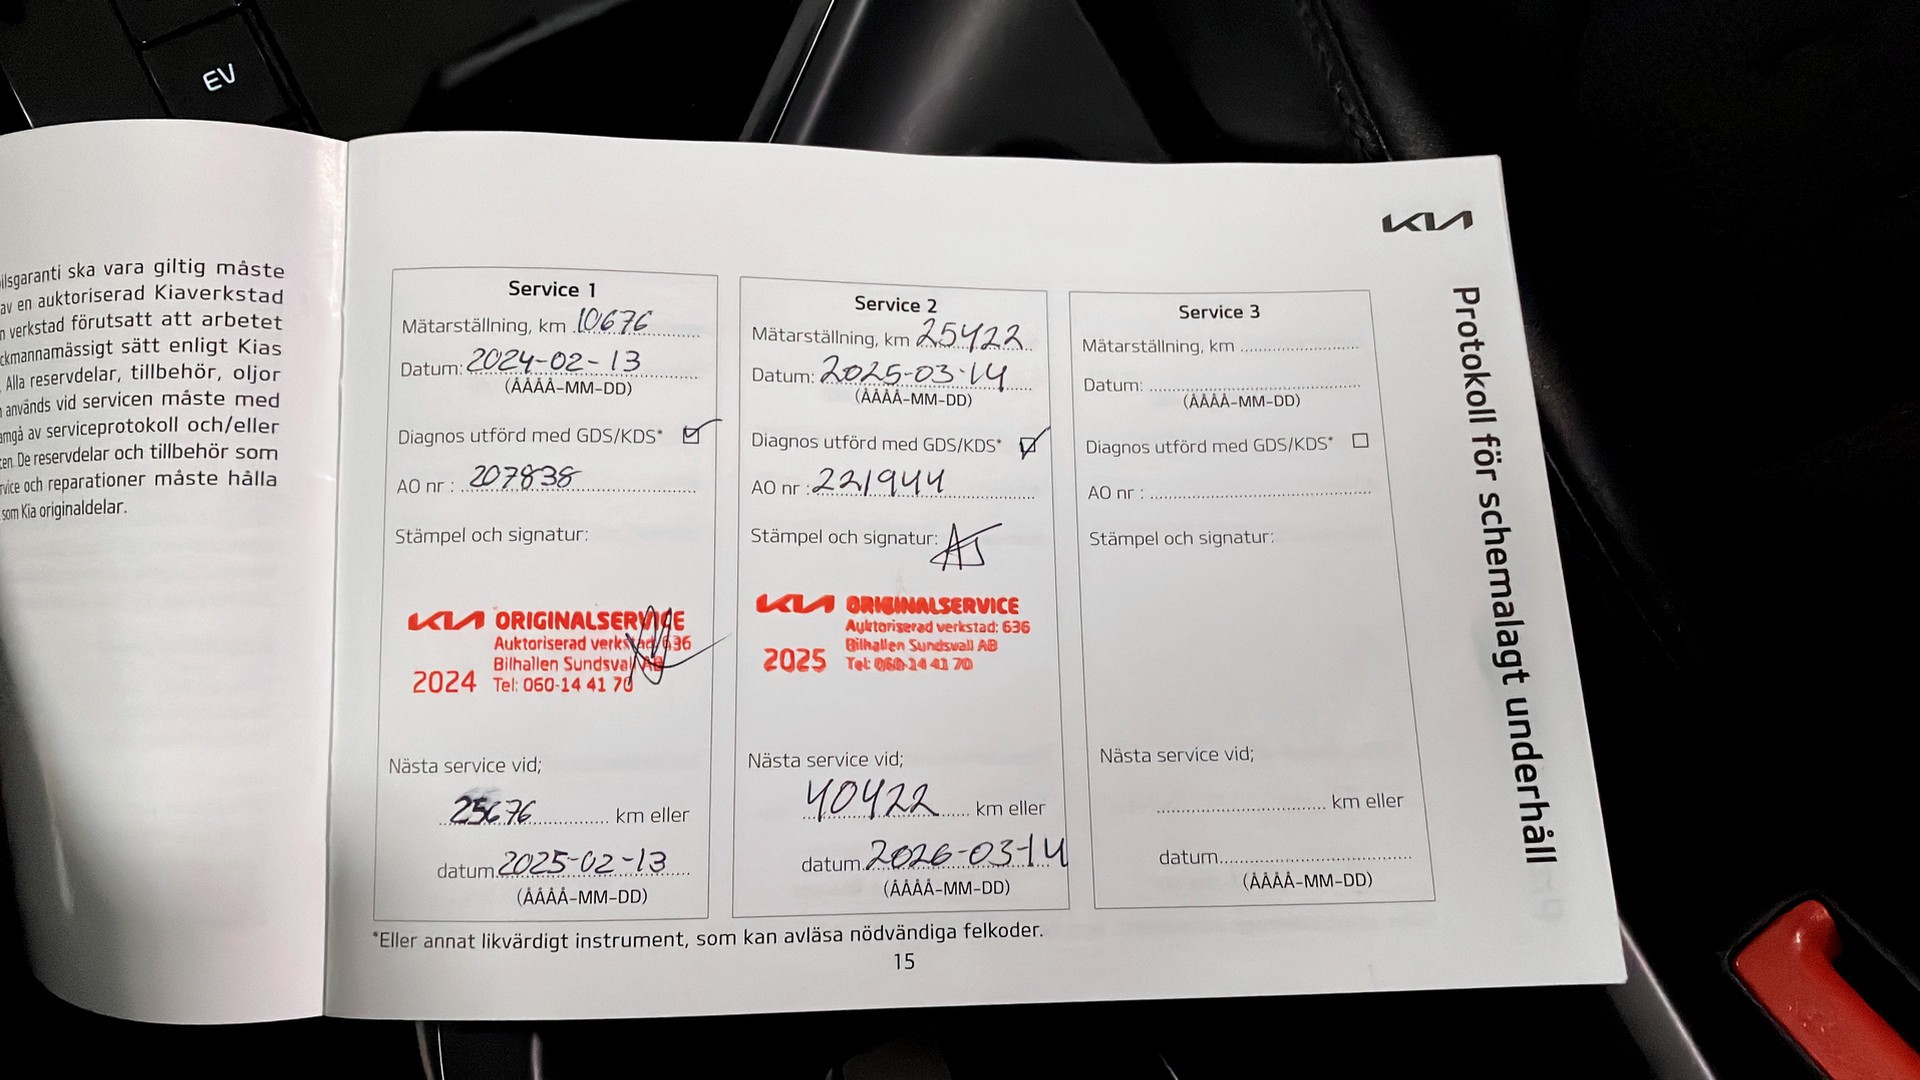 EV
ilsgaranti ska vara giltig måste
av en auktoriserad Kiaverkstad
n verkstad förutsatt att arbetet
ckmannamässigt sätt enligt Kias
. Alla reservdelar, tillbehör, oljor
n används vid servicen måste med
amgå av serviceprotokoll och/eller
ten. De reservdelar och tillbehör som
rvice och reparationer måste hålla
som Kia originaldelar.
KIA
Protokoll för schemalagt underhåll
Service 1
Mätarställning, km 10676
Datum: 2024-02-13
(ÅÅÅÅ-MM-DD)
Diagnos utförd med GDS/KDS*
AO nr : 207838
Stämpel och signatur:
KIA ORIGINALSERVICE
Auktoriserad verkstad: 636
Bilhallen Sundsvall AB
2024 Tel: 060-14 41 70
Nästa service vid;
25676 km eller
datum 2025-02-13
(ÅÅÅÅ-MM-DD)
Service 2
Mätarställning, km 25422
Datum: 2025-03-14
(ÅÅÅÅ-MM-DD)
Diagnos utförd med GDS/KDS*
AO nr : 221944
Stämpel och signatur:
KIA ORIGINALSERVICE
Auktoriserad verkstad: 636
Bilhallen Sundsvall AB
2025 Tel: 060-14 41 70
Nästa service vid;
40422 km eller
datum 2026-03-14
(ÅÅÅÅ-MM-DD)
Service 3
Mätarställning, km
Datum:
(ÅÅÅÅ-MM-DD)
Diagnos utförd med GDS/KDS*
AO nr :
Stämpel och signatur:
Nästa service vid;
km eller
datum
(ÅÅÅÅ-MM-DD)
*Eller annat likvärdigt instrument, som kan avläsa nödvändiga felkoder.
15